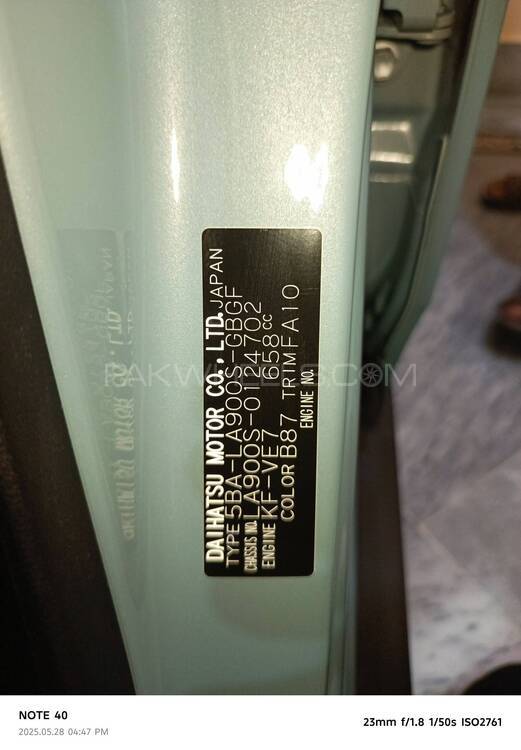 DAIHATSU MOTOR CO., LTD. JAPAN
TYPE 5BA-LA900S-GBGF
CHASSIS NO. LA900S-0124702
ENGINE KF-VE7 658cc
COLOR B87 TRIM FA10
ENGINE NO.
PAKWHEELS.COM
NOTE 40
2025.05.28 04:47 PM
23mm f/1.8 1/50s ISO2761